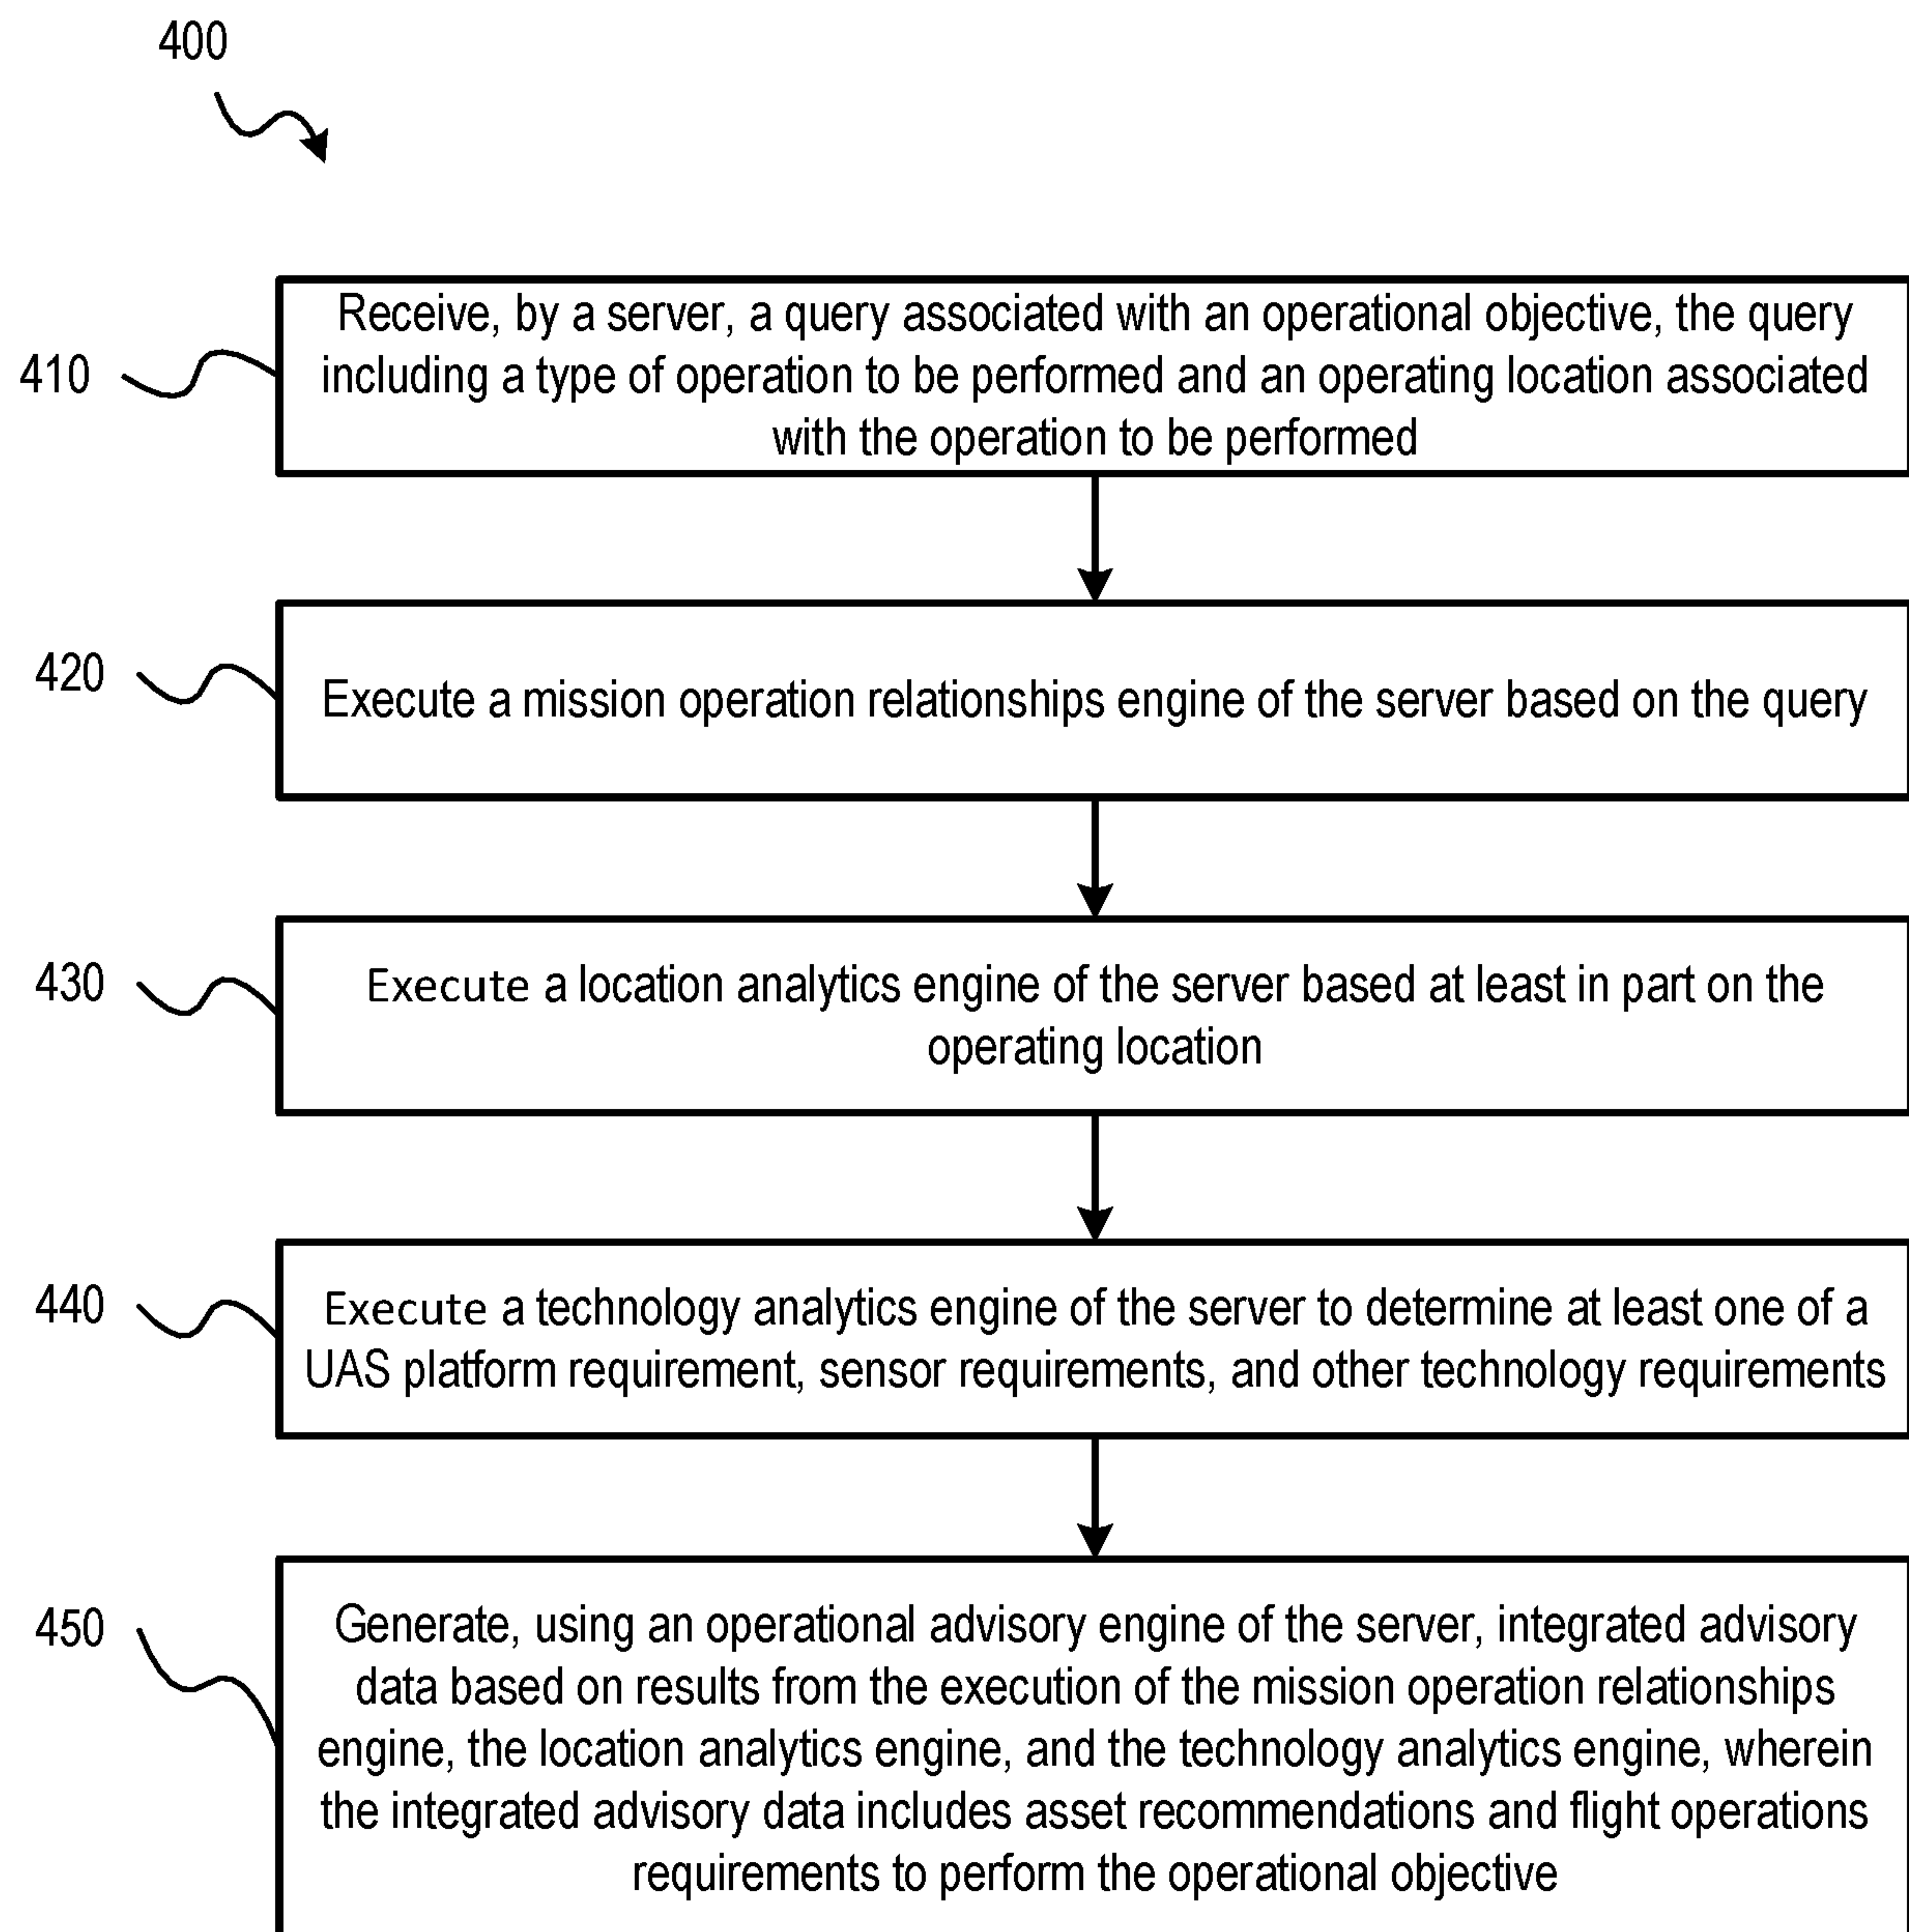 400
410
Receive, by a server, a query associated with an operational objective, the query
including a type of operation to be performed and an operating location associated
with the operation to be performed
420
Execute a mission operation relationships engine of the server based on the query
430
Execute a location analytics engine of the server based at least in part on the
operating location
440
Execute a technology analytics engine of the server to determine at least one of a
UAS platform requirement, sensor requirements, and other technology requirements
450
Generate, using an operational advisory engine of the server, integrated advisory
data based on results from the execution of the mission operation relationships
engine, the location analytics engine, and the technology analytics engine, wherein
the integrated advisory data includes asset recommendations and flight operations
requirements to perform the operational objective